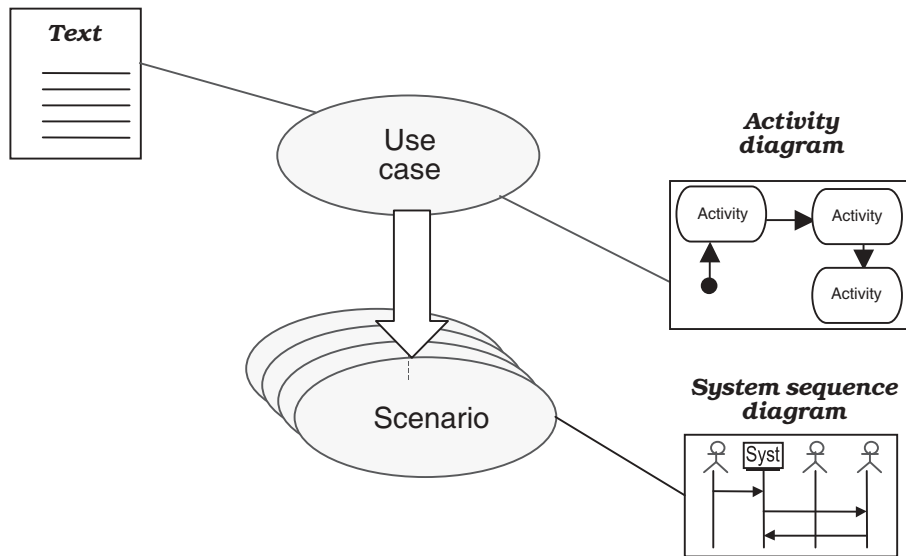 Text
Use
case
Activity
diagram
Activity
Activity
Activity
Scenario
System sequence
diagram
Syst